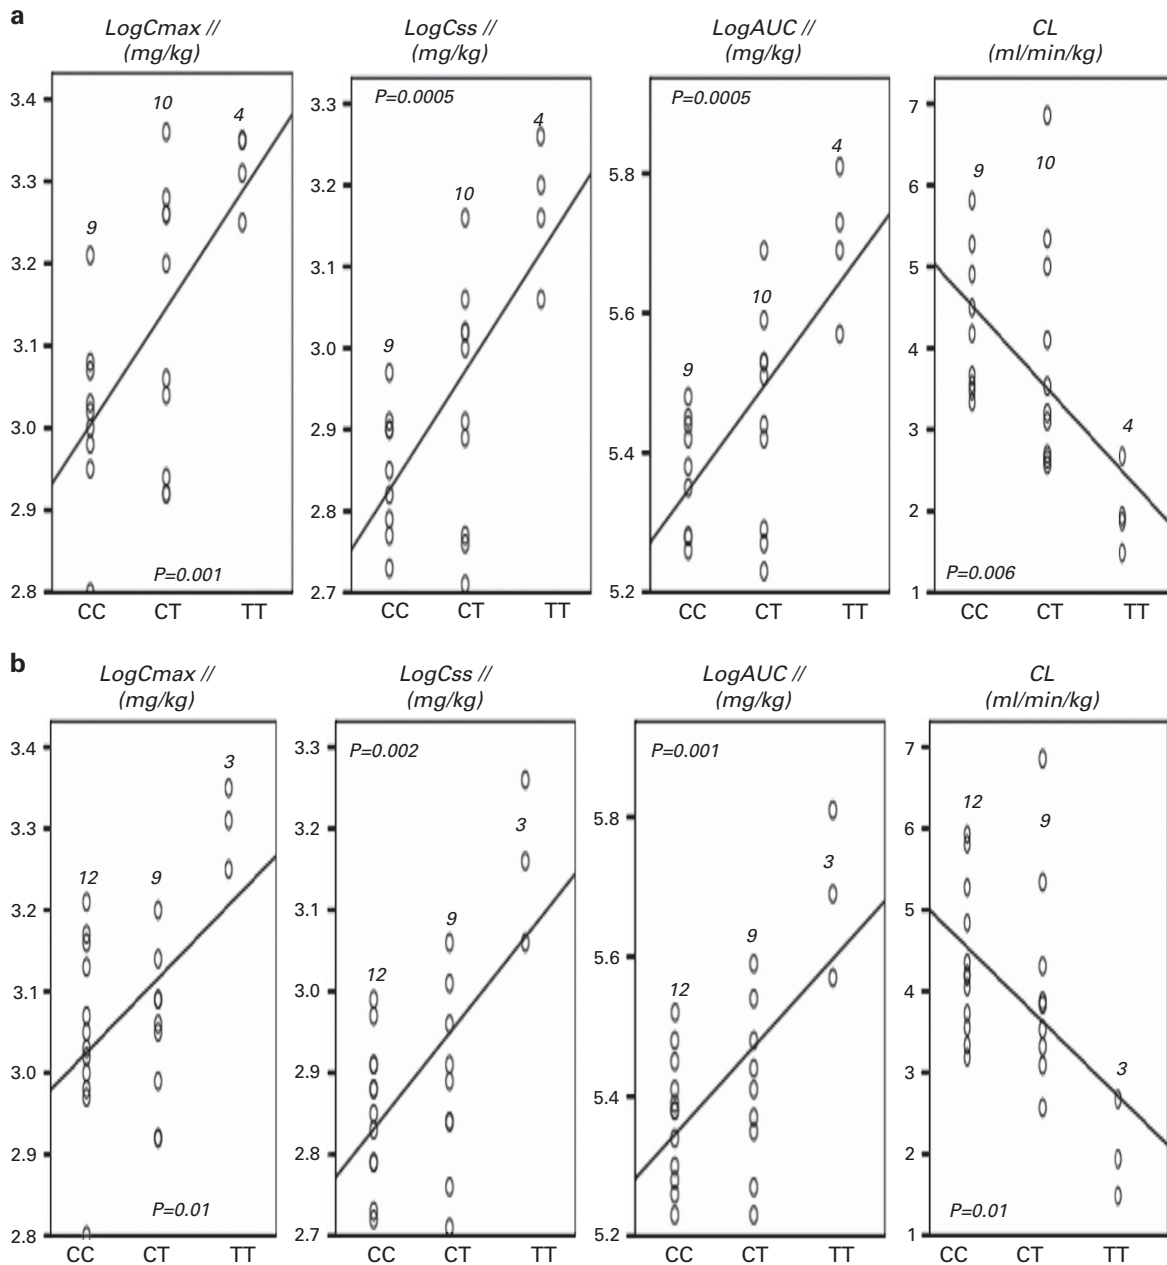 a
LogCmax // LogCss // LogAUC // CL
(mg/kg) (mg/kg) (mg/kg) (ml/min/kg)
3.4 10 4 3.3 P=0.0005 4 P=0.0005 4 7 9 10
3.3 9 3.2 10 5.8 6
3.2 3.1 10 5
3.1 9 3.0 5.6 4
3.0 2.9 9 3 4
2.9 2.8 5.4 2
2.8 P=0.001 2.7 5.2 1 P=0.006
CC CT TT CC CT TT CC CT TT CC CT TT
b
LogCmax // LogCss // LogAUC // CL
(mg/kg) (mg/kg) (mg/kg) (ml/min/kg)
3.4 3 3.3 P=0.002 P=0.001 7
3.3 3.2 3 5.8 3 12 9 6
3.2 12 9 3.1 9 5
3.1 3.0 12 5.6 9 4
3.0 2.9 12 3 3
2.9 2.8 5.4 2
2.8 P=0.01 2.7 5.2 1 P=0.01
CC CT TT CC CT TT CC CT TT CC CT TT